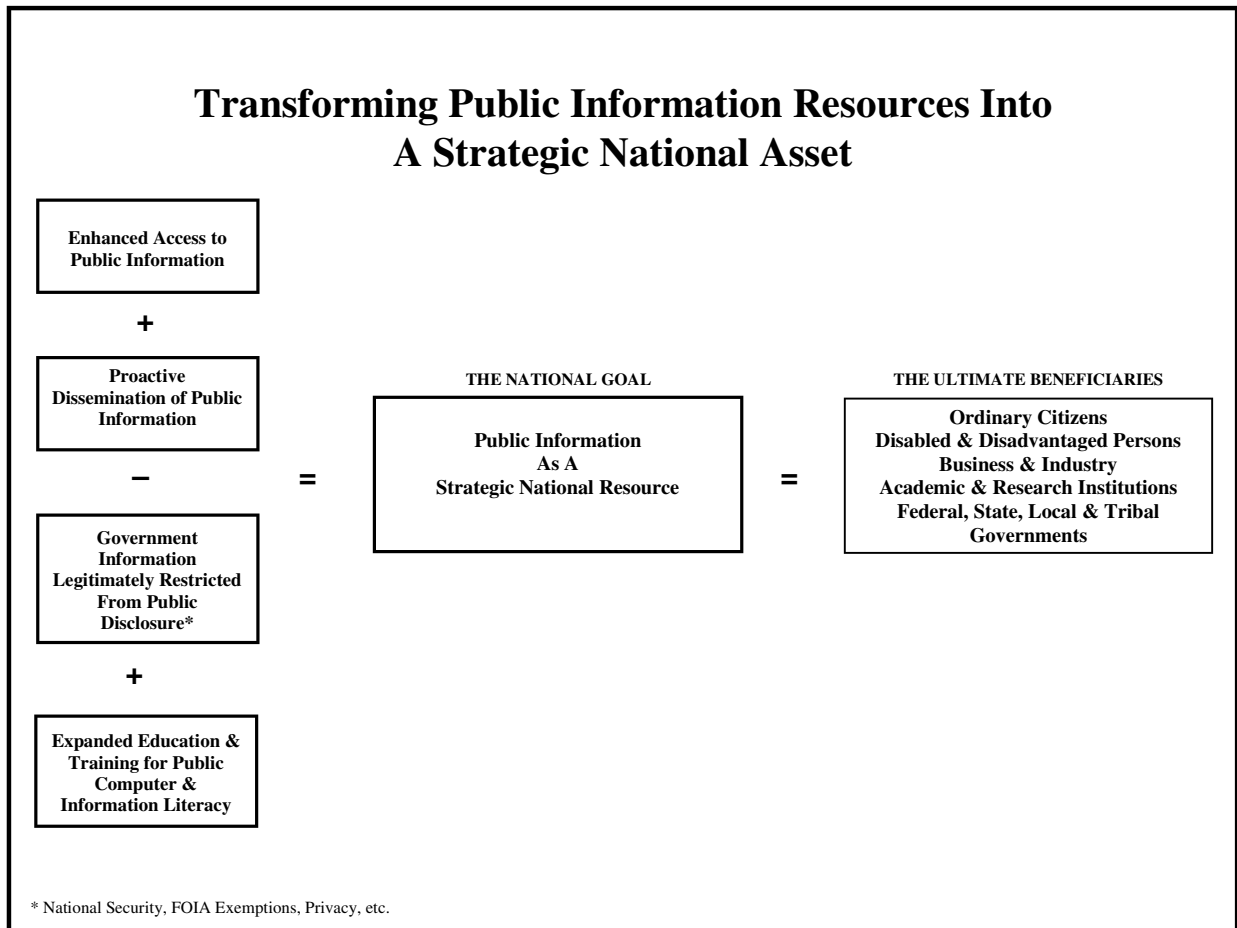 Transforming Public Information Resources Into
A Strategic National Asset
Enhanced Access to
Public Information
+
Proactive
Dissemination of Public
Information
–
Government
Information
Legitimately Restricted
From Public
Disclosure*
+
Expanded Education &
Training for Public
Computer &
Information Literacy
=
THE NATIONAL GOAL
Public Information
As A
Strategic National Resource
=
THE ULTIMATE BENEFICIARIES
Ordinary Citizens
Disabled & Disadvantaged Persons
Business & Industry
Academic & Research Institutions
Federal, State, Local & Tribal
Governments
* National Security, FOIA Exemptions, Privacy, etc.